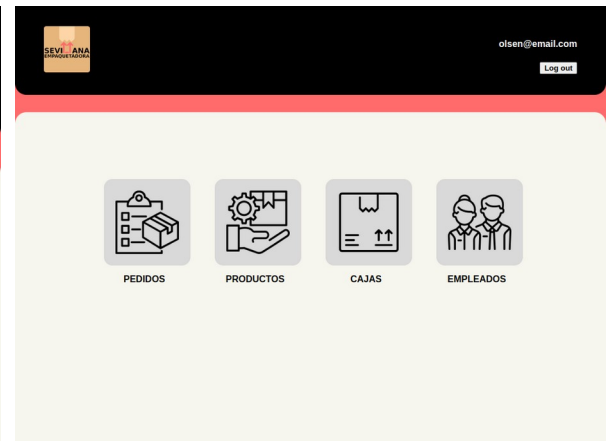 SEVILLANA
EMPAQUETADORA
olsen@email.com
Log out
PEDIDOS
PRODUCTOS
CAJAS
EMPLEADOS